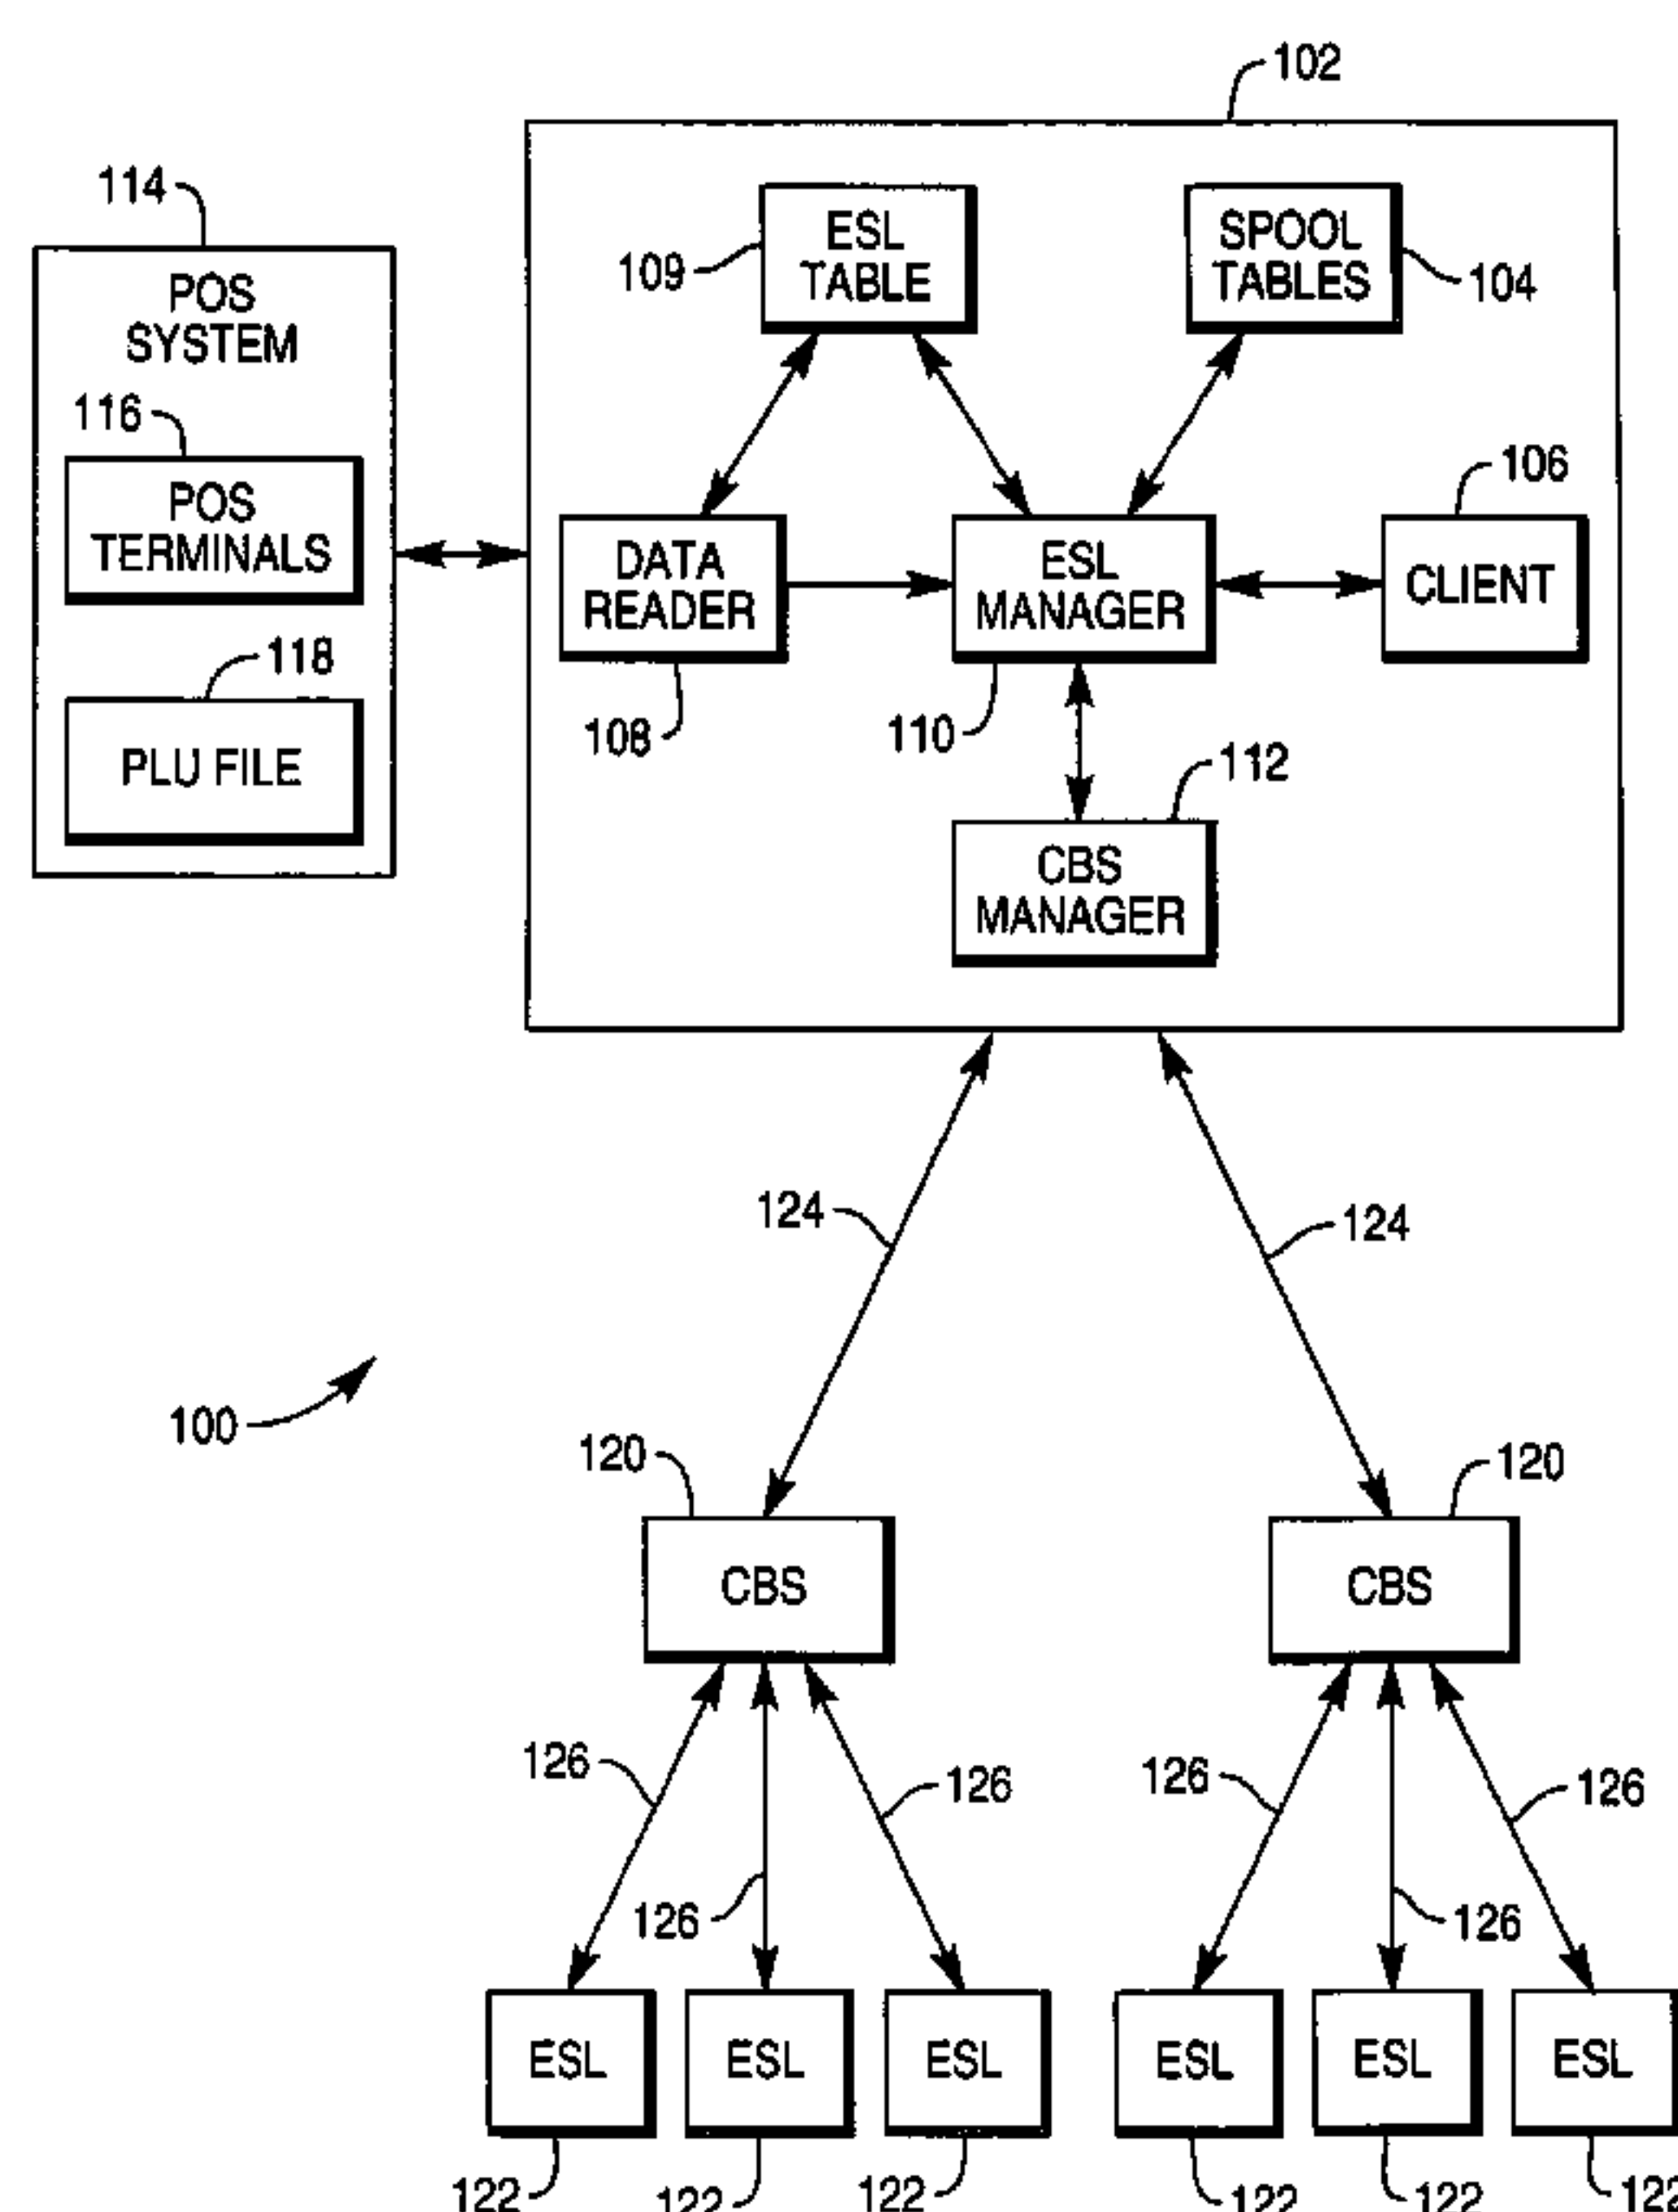 102
114
POS
SYSTEM
116
POS
TERMINALS
118
PLU FILE
109
ESL
TABLE
SPOOL
TABLES
104
106
DATA
READER
ESL
MANAGER
CLIENT
108
110
112
CBS
MANAGER
124
124
100
120
120
CBS
CBS
126
126
126
126
126
126
ESL
ESL
ESL
ESL
ESL
ESL
122
122
122
122
122
122